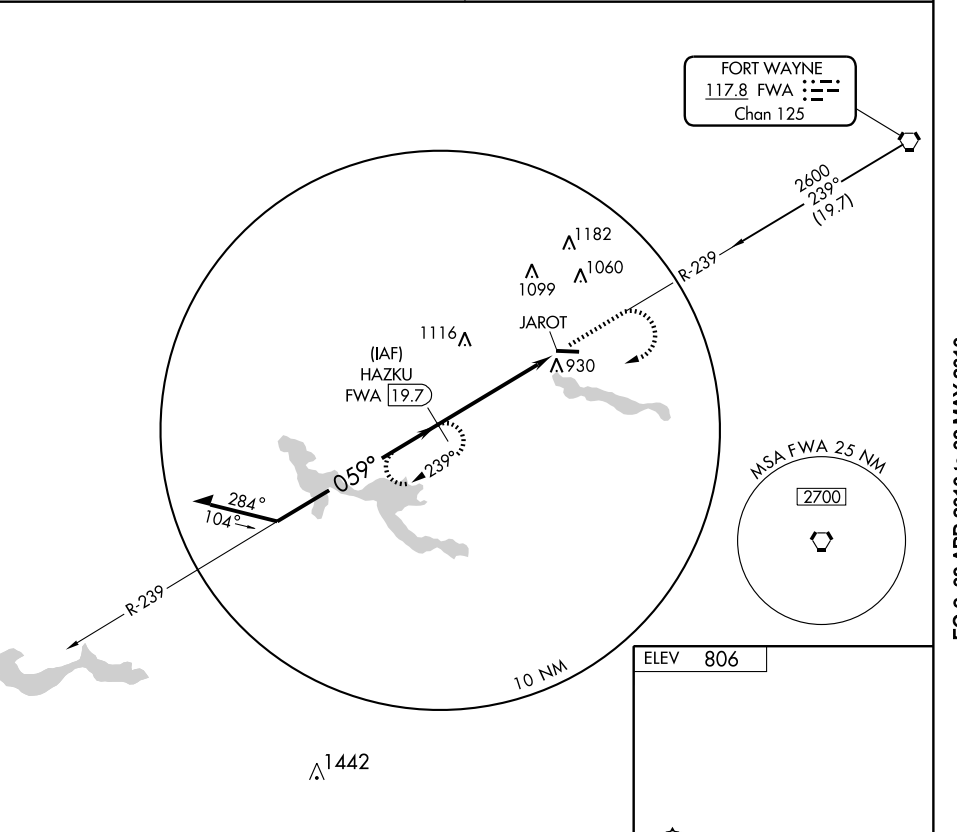 FORT WAYNE
117.8 FWA
Chan 125
2600
239°
(19.7)
R-239
1182
1060
1099
JAROT
1116
930
(IAF)
HAZKU
FWA 19.7
239°
059°
284°
104°
R-239
10 NM
MSA FWA 25 NM
2700
ELEV 806
1442